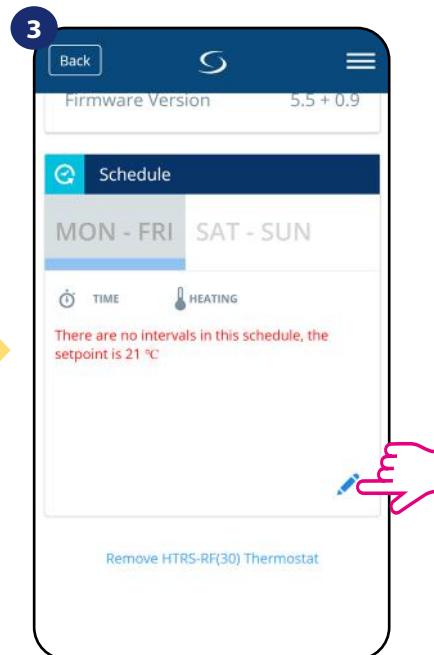 3
Back
Firmware Version 5.5 + 0.9
Schedule
MON - FRI SAT - SUN
TIME HEATING
There are no intervals in this schedule, the
setpoint is 21 ℃
Remove HTRS-RF(30) Thermostat